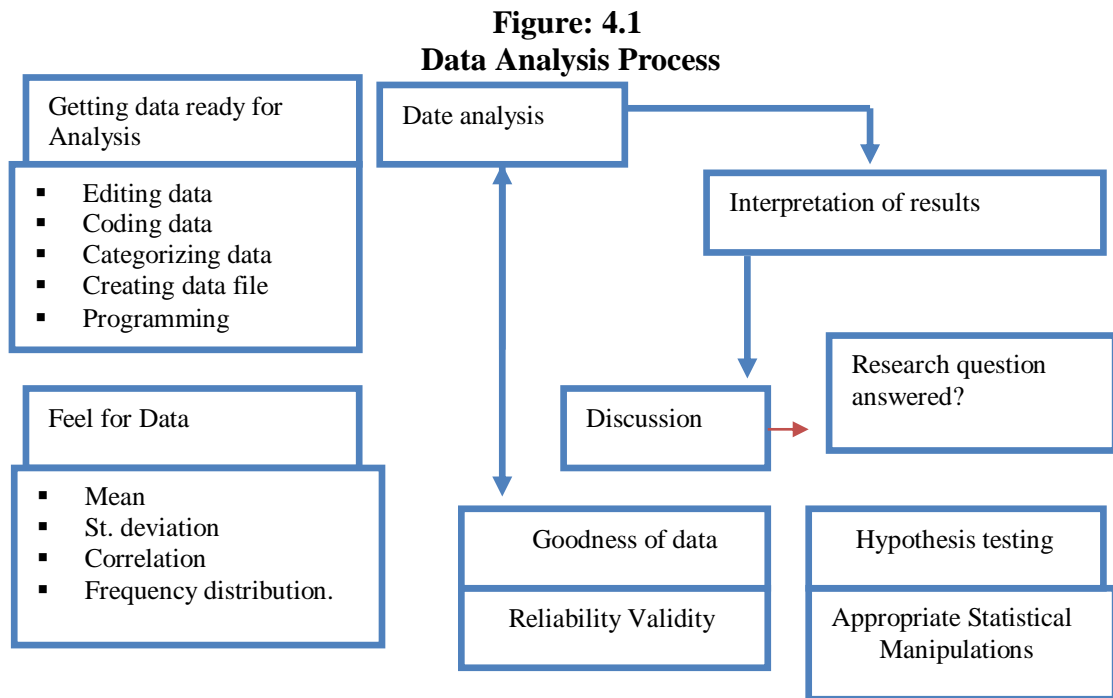 Figure: 4.1
Data Analysis Process
Getting data ready for
Analysis
▪ Editing data
▪ Coding data
▪ Categorizing data
▪ Creating data file
▪ Programming
Date analysis
Interpretation of results
Research question
answered?
Discussion
Feel for Data
▪ Mean
▪ St. deviation
▪ Correlation
▪ Frequency distribution.
Goodness of data
Reliability Validity
Hypothesis testing
Appropriate Statistical
Manipulations